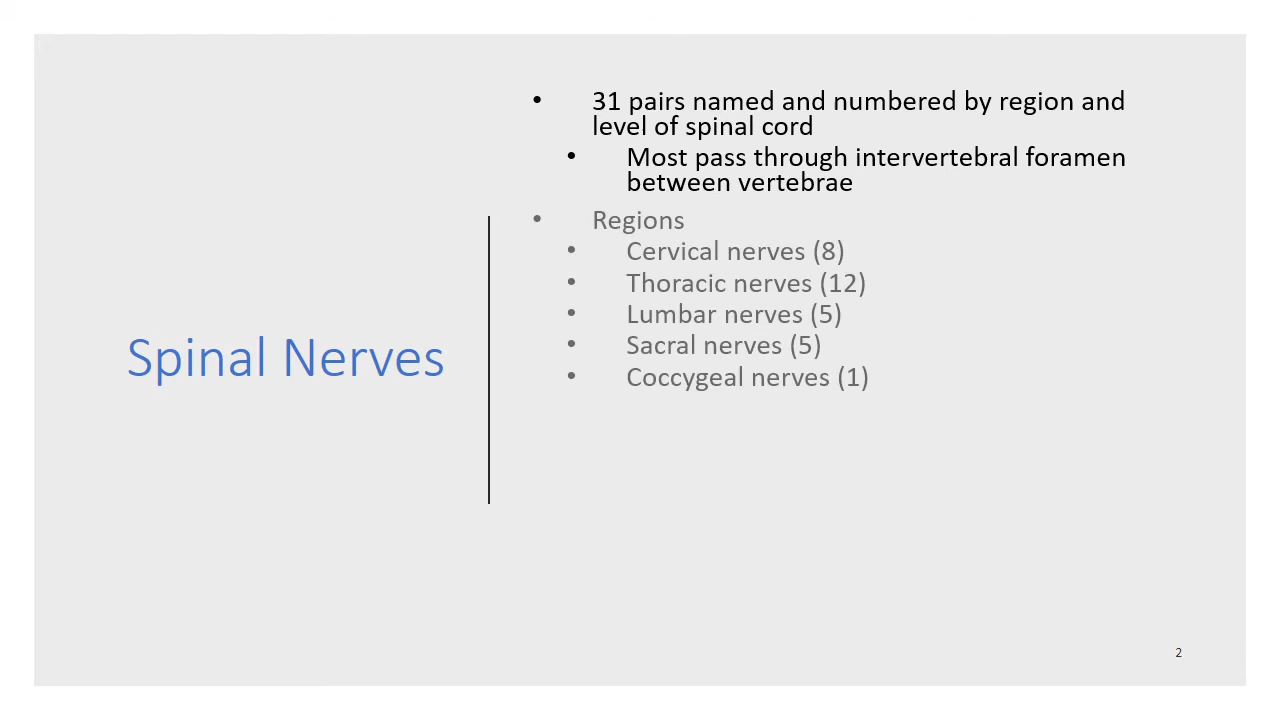 Spinal Nerves
• 31 pairs named and numbered by region and
level of spinal cord
• Most pass through intervertebral foramen
between vertebrae
• Regions
• Cervical nerves (8)
• Thoracic nerves (12)
• Lumbar nerves (5)
• Sacral nerves (5)
• Coccygeal nerves (1)
2